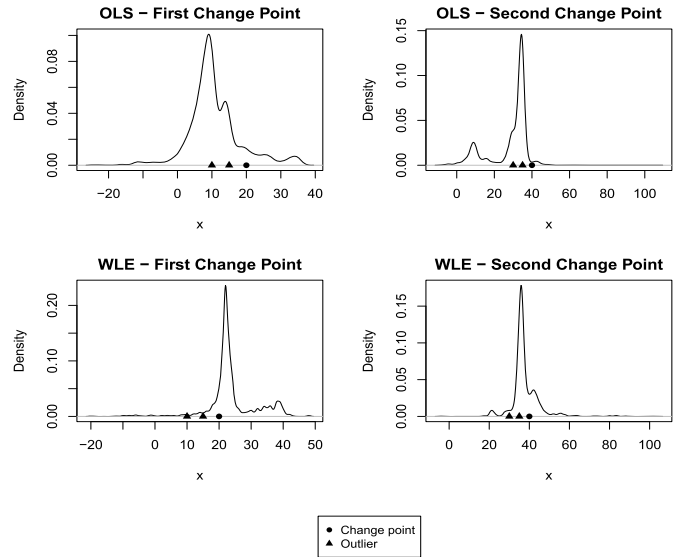 OLS − First Change Point
Density
0.00 0.04 0.08
−20 0 10 20 30 40
x
OLS − Second Change Point
Density
0.00 0.05 0.10 0.15
0 20 40 60 80 100
x
WLE − First Change Point
Density
0.00 0.10 0.20
−20 0 10 20 30 40 50
x
WLE − Second Change Point
Density
0.00 0.05 0.10 0.15
0 20 40 60 80 100
x
Change point
Outlier